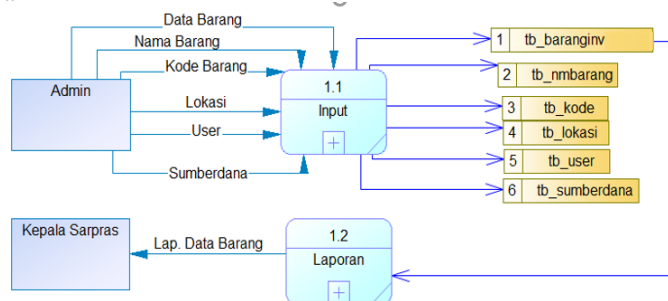 Data Barang
Nama Barang
Kode Barang
Admin
Lokasi
User
Sumberdana
1.1
Input
1 tb_baranginv
2 tb_nmbarang
3 tb_kode
4 tb_lokasi
5 tb_user
6 tb_sumberdana
Kepala Sarpras
Lap. Data Barang
1.2
Laporan